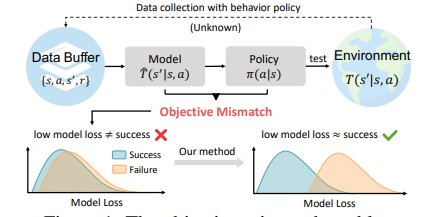 Data collection with behavior policy
(Unknown)
Data Buffer
{s, a, s′, r}
Model
T̂(s′|s, a)
Policy
π(a|s)
test
Environment
T(s′|s, a)
Objective Mismatch
low model loss ≠ success
low model loss ≈ success
Success
Failure
Our method
Model Loss
Model Loss